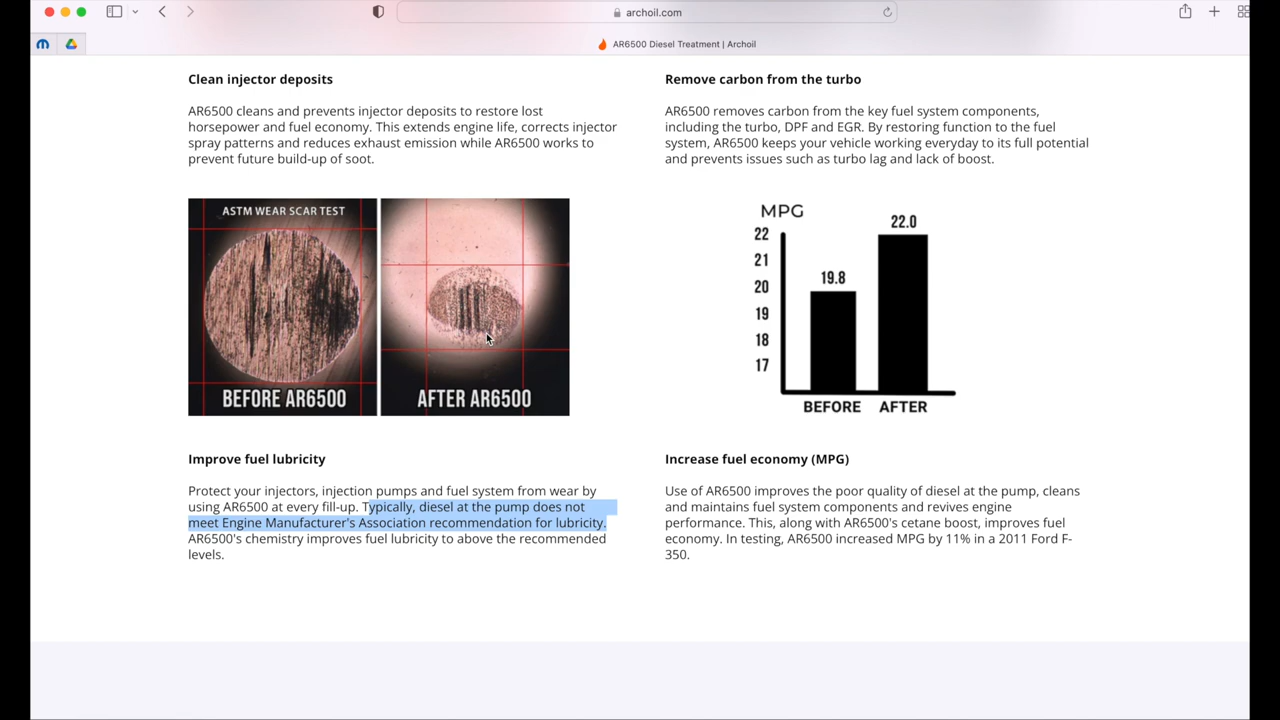 archoil.com
AR6500 Diesel Treatment | Archoil
Clean injector deposits
AR6500 cleans and prevents injector deposits to restore lost
horsepower and fuel economy. This extends engine life, corrects injector
spray patterns and reduces exhaust emission while AR6500 works to
prevent future build-up of soot.
Remove carbon from the turbo
AR6500 removes carbon from the key fuel system components,
including the turbo, DPF and EGR. By restoring function to the fuel
system, AR6500 keeps your vehicle working everyday to its full potential
and prevents issues such as turbo lag and lack of boost.
ASTM WEAR SCAR TEST
BEFORE AR6500
AFTER AR6500
MPG
22
21
20
19
18
17
19.8
22.0
BEFORE
AFTER
Improve fuel lubricity
Protect your injectors, injection pumps and fuel system from wear by
using AR6500 at every fill-up. Typically, diesel at the pump does not
meet Engine Manufacturer's Association recommendation for lubricity.
AR6500's chemistry improves fuel lubricity to above the recommended
levels.
Increase fuel economy (MPG)
Use of AR6500 improves the poor quality of diesel at the pump, cleans
and maintains fuel system components and revives engine
performance. This, along with AR6500's cetane boost, improves fuel
economy. In testing, AR6500 increased MPG by 11% in a 2011 Ford F-
350.